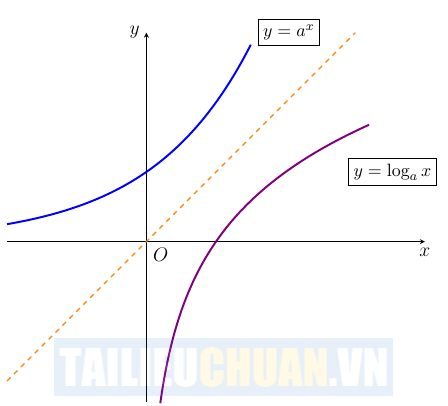 y
y = a^x
y = log_a x
O
x
TAILIEUCHUAN.VN